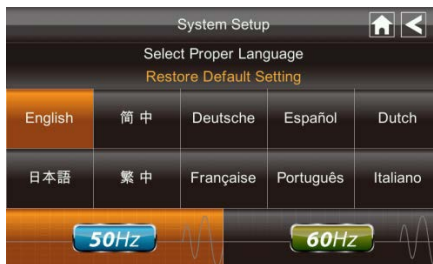 System Setup
Select Proper Language
Restore Default Setting
English 简 中 Deutsche Español Dutch
日本語 繁 中 Française Português Italiano
50Hz 60Hz